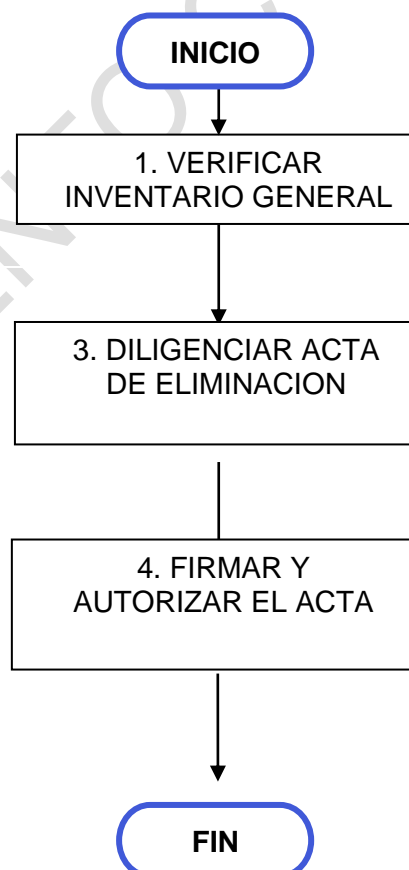 INICIO
1. VERIFICAR
INVENTARIO GENERAL
3. DILIGENCIAR ACTA
DE ELIMINACION
4. FIRMAR Y
AUTORIZAR EL ACTA
FIN